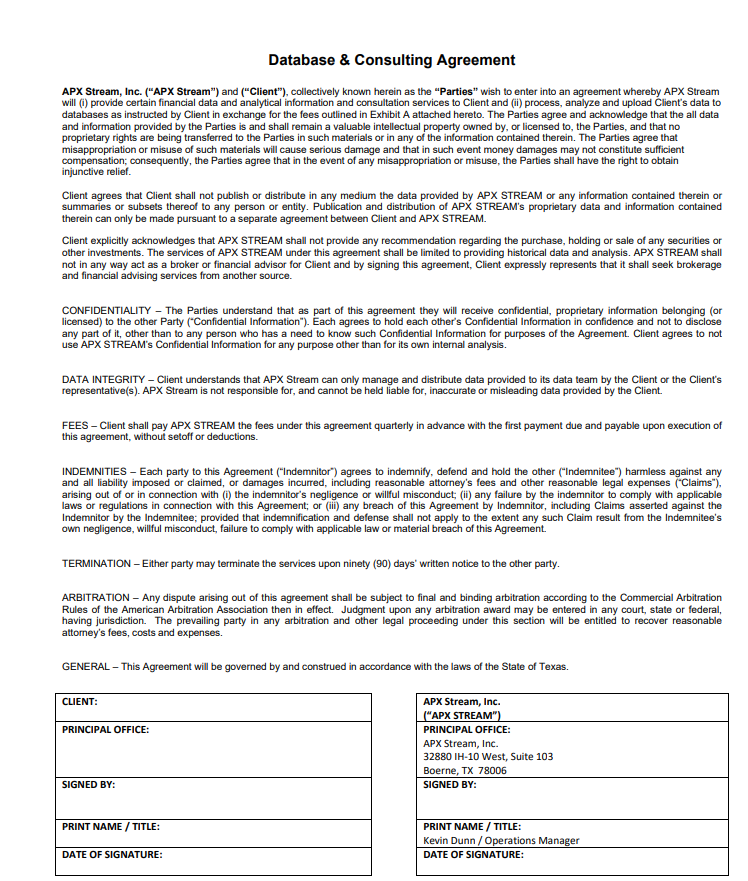 Database & Consulting Agreement
APX Stream, Inc. (“APX Stream”) and (“Client”), collectively known herein as the “Parties” wish to enter into an agreement whereby APX Stream
will (i) provide certain financial data and analytical information and consultation services to Client and (ii) process, analyze and upload Client’s data to
databases as instructed by Client in exchange for the fees outlined in Exhibit A attached hereto. The Parties agree and acknowledge that the all data
and information provided by the Parties is and shall remain a valuable intellectual property owned by, or licensed to, the Parties, and that no
proprietary rights are being transferred to the Parties in such materials or in any of the information contained therein. The Parties agree that
misappropriation or misuse of such materials will cause serious damage and that in such event money damages may not constitute sufficient
compensation; consequently, the Parties agree that in the event of any misappropriation or misuse, the Parties shall have the right to obtain
injunctive relief.
Client agrees that Client shall not publish or distribute in any medium the data provided by APX STREAM or any information contained therein or
summaries or subsets thereof to any person or entity. Publication and distribution of APX STREAM’s proprietary data and information contained
therein can only be made pursuant to a separate agreement between Client and APX STREAM.
Client explicitly acknowledges that APX STREAM shall not provide any recommendation regarding the purchase, holding or sale of any securities or
other investments. The services of APX STREAM under this agreement shall be limited to providing historical data and analysis. APX STREAM shall
not in any way act as a broker or financial advisor for Client and by signing this agreement, Client expressly represents that it shall seek brokerage
and financial advising services from another source.
CONFIDENTIALITY – The Parties understand that as part of this agreement they will receive confidential, proprietary information belonging (or
licensed) to the other Party (“Confidential Information”). Each agrees to hold each other’s Confidential Information in confidence and not to disclose
any part of it, other than to any person who has a need to know such Confidential Information for purposes of the Agreement. Client agrees to not
use APX STREAM’s Confidential Information for any purpose other than for its own internal analysis.
DATA INTEGRITY – Client understands that APX Stream can only manage and distribute data provided to its data team by the Client or the Client’s
representative(s). APX Stream is not responsible for, and cannot be held liable for, inaccurate or misleading data provided by the Client.
FEES – Client shall pay APX STREAM the fees under this agreement quarterly in advance with the first payment due and payable upon execution of
this agreement, without setoff or deductions.
INDEMNITIES – Each party to this Agreement (“Indemnitor”) agrees to indemnify, defend and hold the other (“Indemnitee”) harmless against any
and all liability imposed or claimed, or damages incurred, including reasonable attorney’s fees and other reasonable legal expenses (“Claims”),
arising out of or in connection with (i) the indemnitor’s negligence or willful misconduct; (ii) any failure by the indemnitor to comply with applicable
laws or regulations in connection with this Agreement; or (iii) any breach of this Agreement by Indemnitor, including Claims asserted against the
Indemnitor by the Indemnitee; provided that indemnification and defense shall not apply to the extent any such Claim result from the Indemnitee’s
own negligence, willful misconduct, failure to comply with applicable law or material breach of this Agreement.
TERMINATION – Either party may terminate the services upon ninety (90) days’ written notice to the other party.
ARBITRATION – Any dispute arising out of this agreement shall be subject to final and binding arbitration according to the Commercial Arbitration
Rules of the American Arbitration Association then in effect. Judgment upon any arbitration award may be entered in any court, state or federal,
having jurisdiction. The prevailing party in any arbitration and other legal proceeding under this section will be entitled to recover reasonable
attorney’s fees, costs and expenses.
GENERAL – This Agreement will be governed by and construed in accordance with the laws of the State of Texas.
CLIENT:
PRINCIPAL OFFICE:
SIGNED BY:
PRINT NAME / TITLE:
DATE OF SIGNATURE:
APX Stream, Inc.
(“APX STREAM”)
PRINCIPAL OFFICE:
APX Stream, Inc.
32880 IH-10 West, Suite 103
Boerne, TX 78006
SIGNED BY:
PRINT NAME / TITLE:
Kevin Dunn / Operations Manager
DATE OF SIGNATURE: